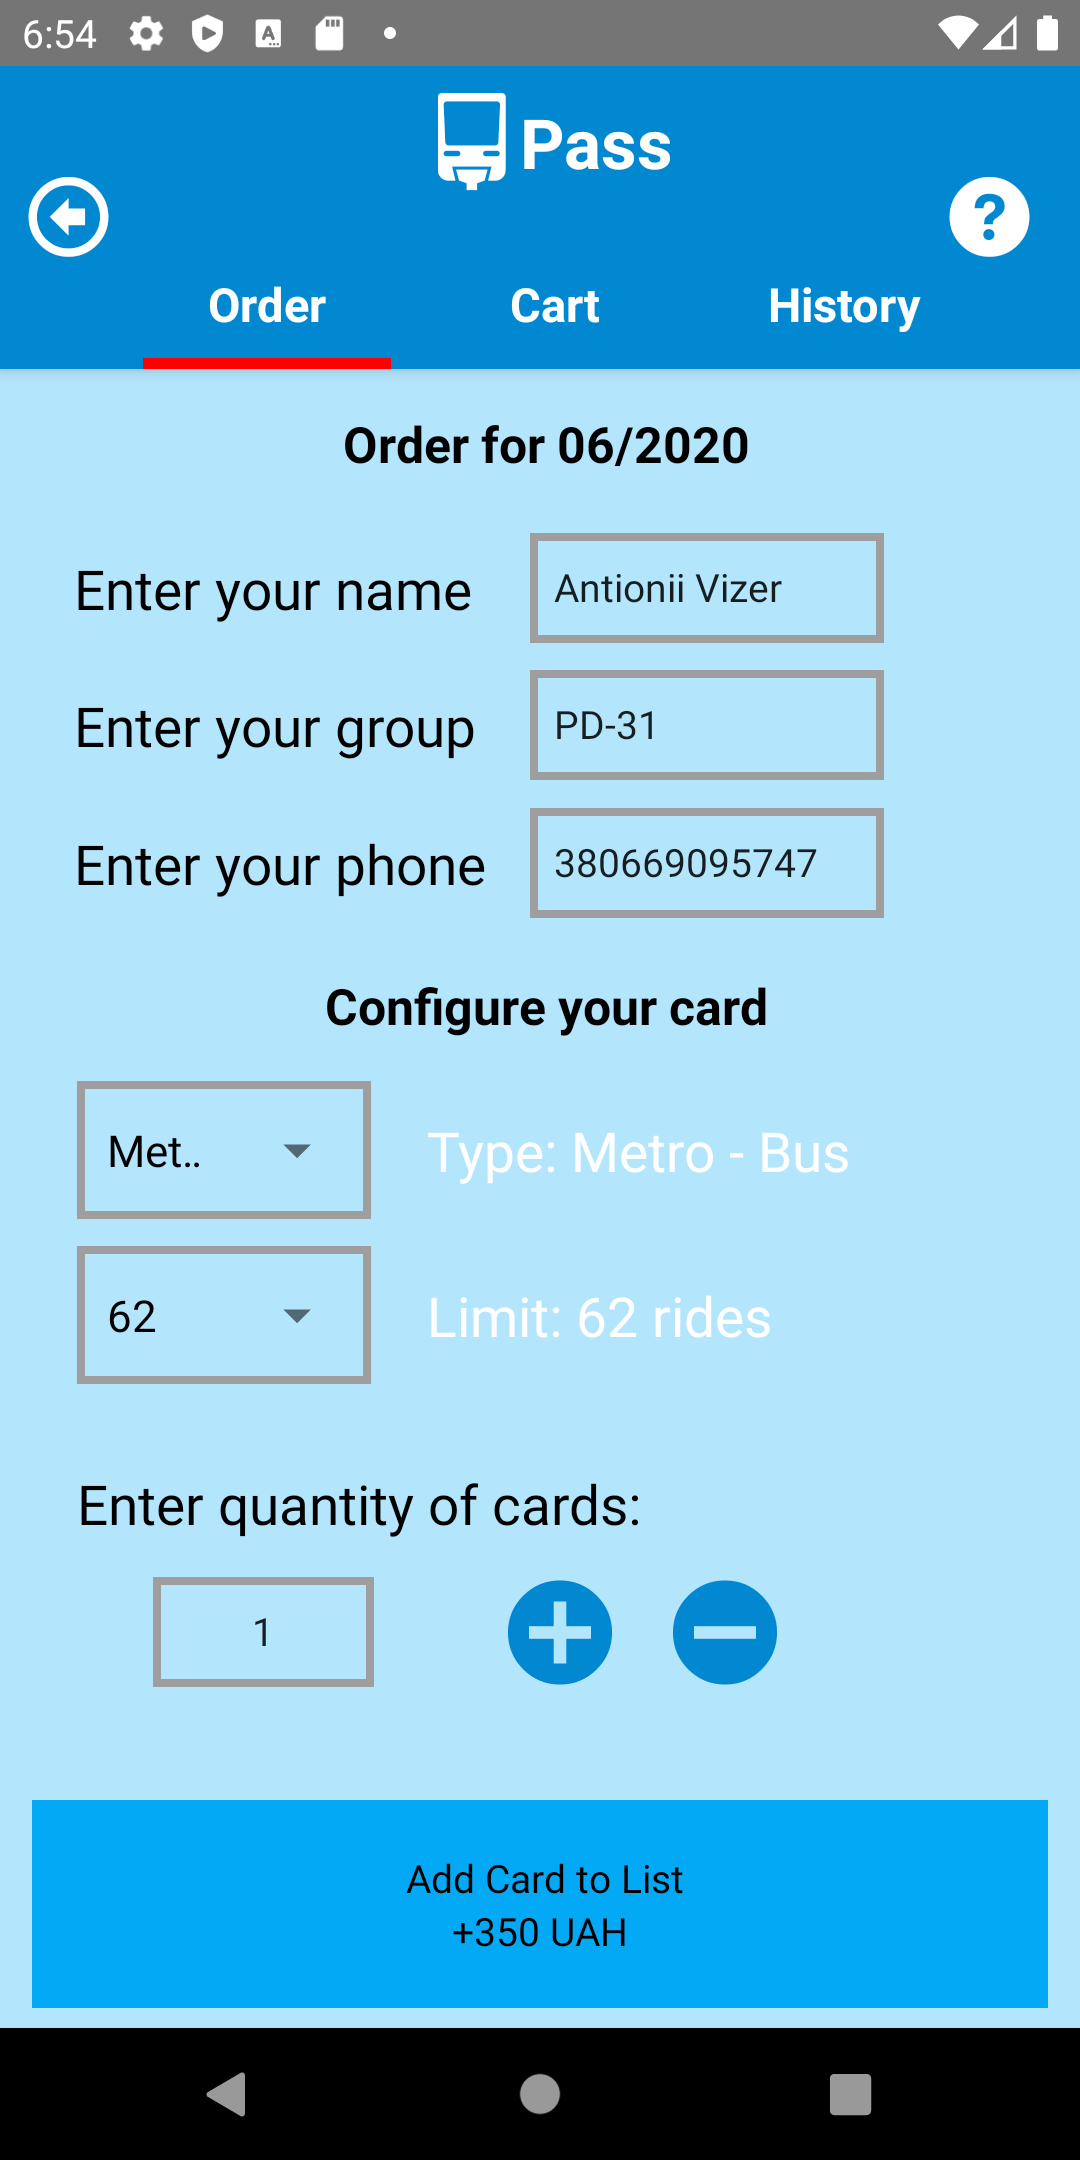 6:54
Pass
?
Order Cart History
Order for 06/2020
Enter your name Antionii Vizer
Enter your group PD-31
Enter your phone 380669095747
Configure your card
Met.. Type: Metro - Bus
62 Limit: 62 rides
Enter quantity of cards:
1
Add Card to List
+350 UAH